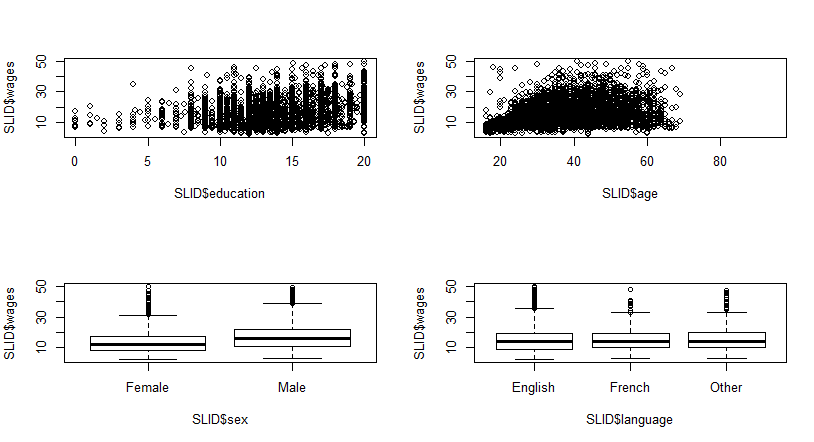 SLID$wages
10 30 50
0 5 10 15 20
SLID$education
SLID$wages
10 30 50
20 40 60 80
SLID$age
SLID$wages
10 30 50
Female Male
SLID$sex
SLID$wages
10 30 50
English French Other
SLID$language